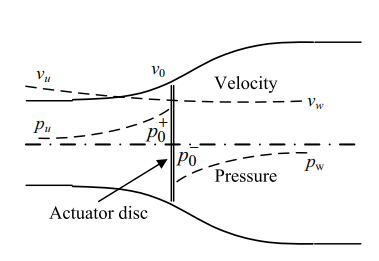 v_u v_0 Velocity
v_w
p_u p_0^+
p_0^- p_w
Pressure
Actuator disc